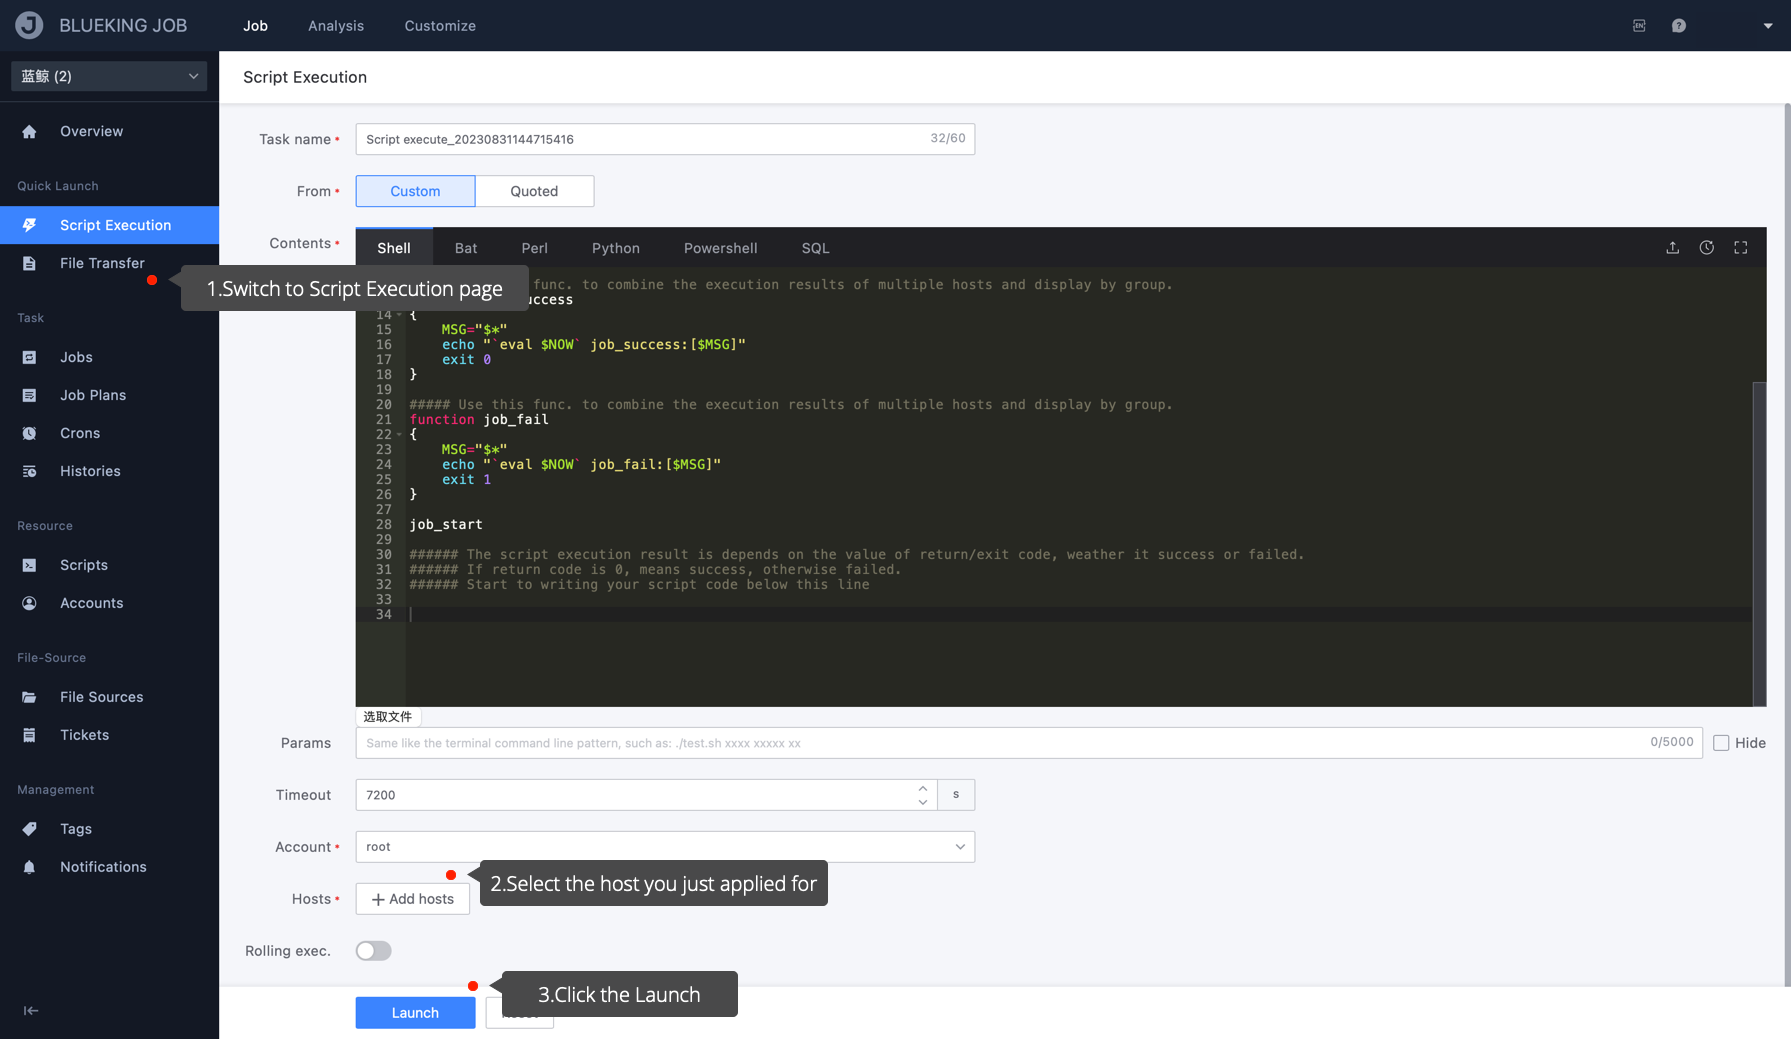 BLUEKING JOB
Job
Analysis
Customize
EN
?
蓝鲸 (2)
Overview
Quick Launch
Script Execution
File Transfer
Task
Jobs
Job Plans
Crons
Histories
Resource
Scripts
Accounts
File-Source
File Sources
Tickets
Management
Tags
Notifications
Script Execution
Task name *
Script execute_20230831144715416
32/60
From *
Custom
Quoted
Contents *
Shell
Bat
Perl
Python
Powershell
SQL
1.Switch to Script Execution page
func. to combine the execution results of multiple hosts and display by group.
uccess
14 {
15 MSG="$*"
16 echo "`eval $NOW` job_success:[$MSG]"
17 exit 0
18 }
19
20 ##### Use this func. to combine the execution results of multiple hosts and display by group.
21 function job_fail
22 {
23 MSG="$*"
24 echo "`eval $NOW` job_fail:[$MSG]"
25 exit 1
26 }
27
28 job_start
29
30 ###### The script execution result is depends on the value of return/exit code, weather it success or failed.
31 ###### If return code is 0, means success, otherwise failed.
32 ###### Start to writing your script code below this line
33
34
选取文件
Params
Same like the terminal command line pattern, such as: ./test.sh xxxx xxxxx xx
0/5000
Hide
Timeout
7200
s
Account *
root
2.Select the host you just applied for
Hosts *
+ Add hosts
Rolling exec.
3.Click the Launch
Launch